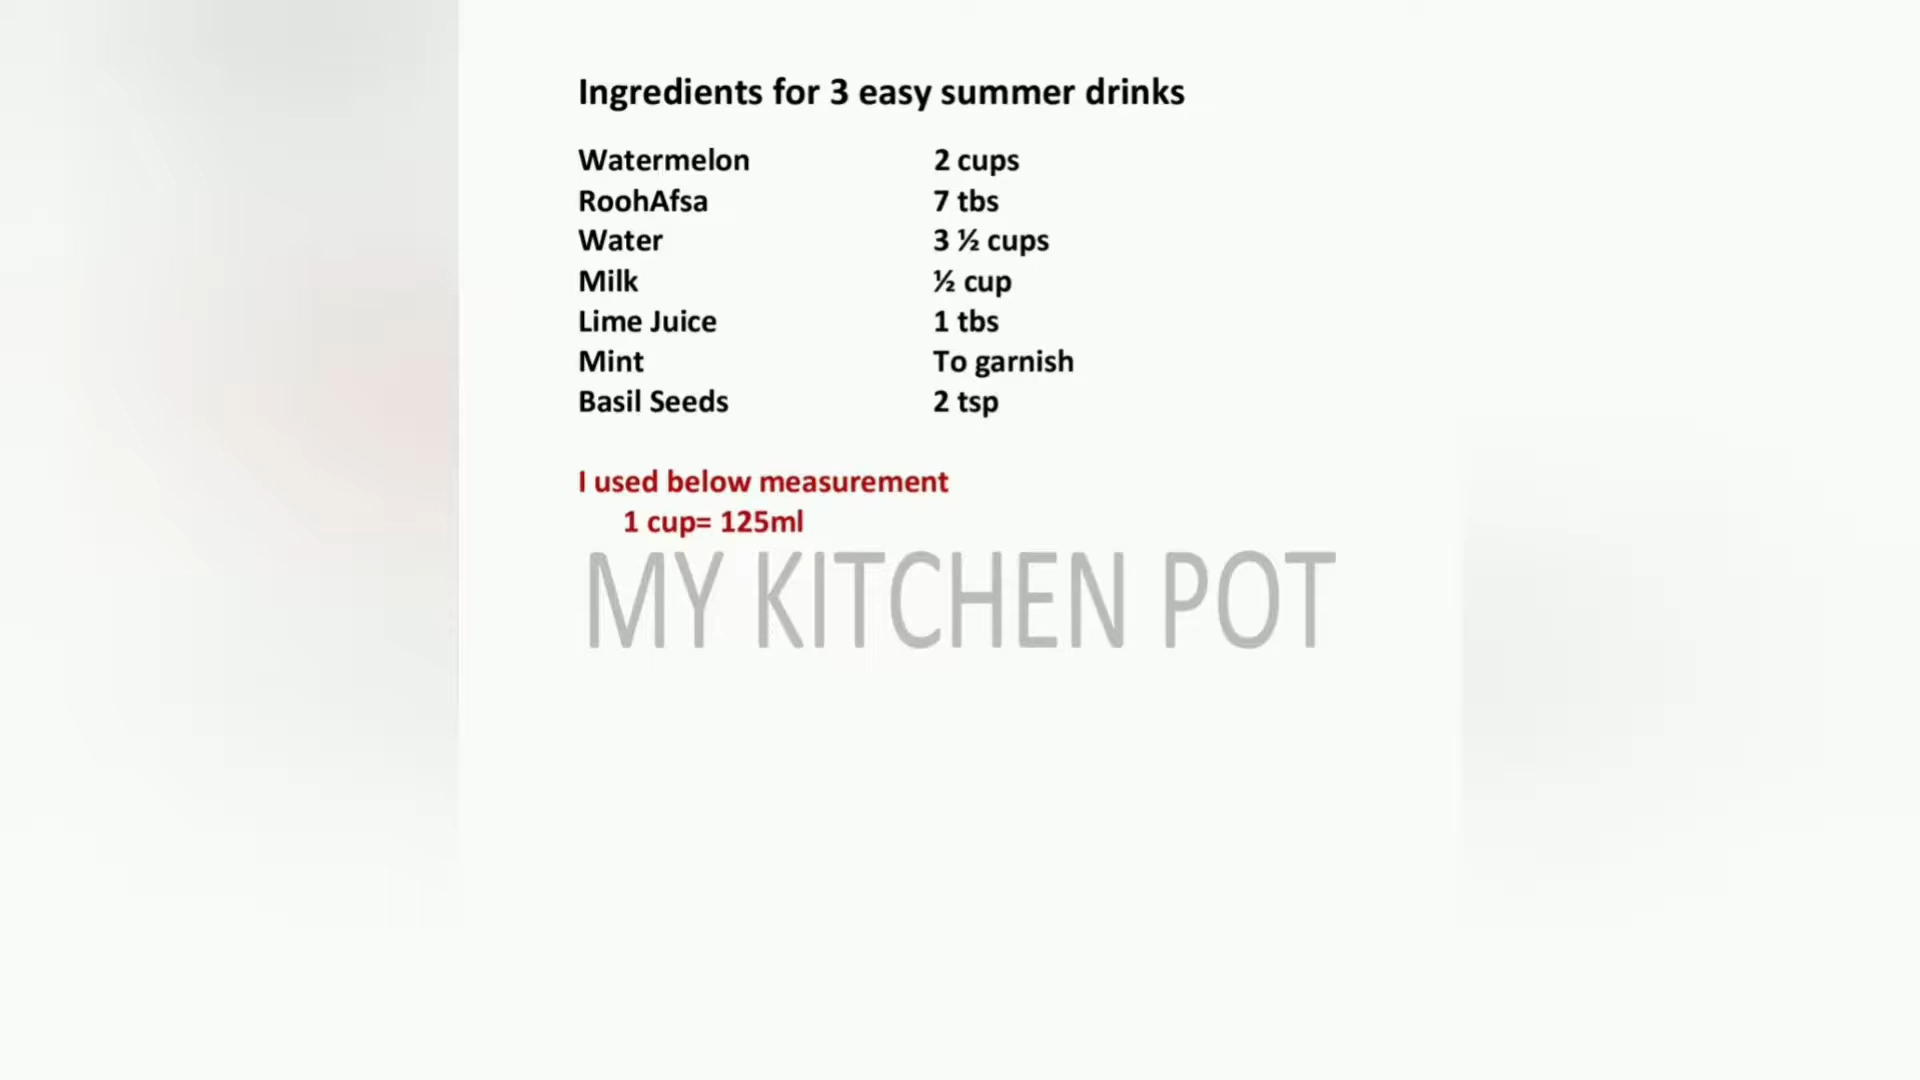 Ingredients for 3 easy summer drinks
Watermelon 2 cups
RoohAfsa 7 tbs
Water 3 ½ cups
Milk ½ cup
Lime Juice 1 tbs
Mint To garnish
Basil Seeds 2 tsp
I used below measurement
1 cup= 125ml
MY KITCHEN POT